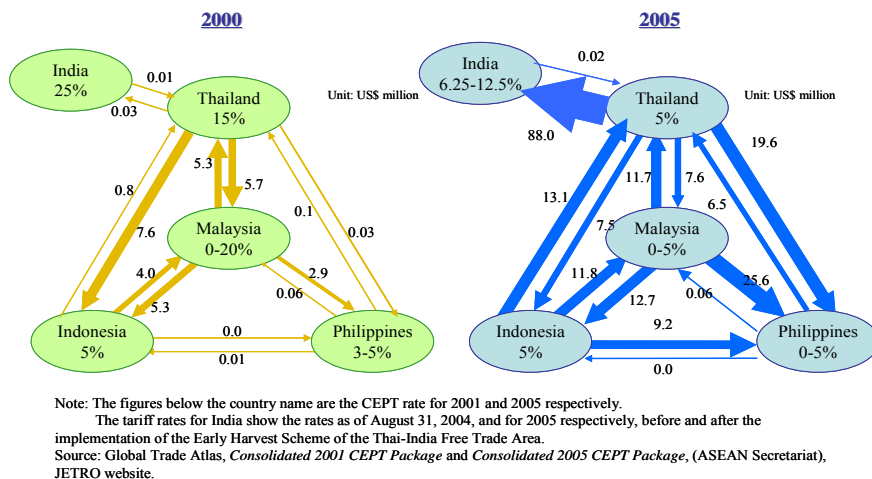 2000
2005
India
25%
0.01
0.03
Thailand
15%
Unit: US$ million
5.3
5.7
0.8
7.6
0.1
0.03
Malaysia
0-20%
4.0
5.3
2.9
0.06
Indonesia
5%
0.0
0.01
Philippines
3-5%
India
6.25-12.5%
0.02
88.0
Thailand
5%
Unit: US$ million
19.6
11.7
7.6
6.5
13.1
7.5
Malaysia
0-5%
11.8
12.7
0.06
25.6
9.2
Indonesia
5%
0.0
Philippines
0-5%
Note: The figures below the country name are the CEPT rate for 2001 and 2005 respectively.
The tariff rates for India show the rates as of August 31, 2004, and for 2005 respectively, before and after the
implementation of the Early Harvest Scheme of the Thai-India Free Trade Area.
Source: Global Trade Atlas, Consolidated 2001 CEPT Package and Consolidated 2005 CEPT Package, (ASEAN Secretariat),
JETRO website.